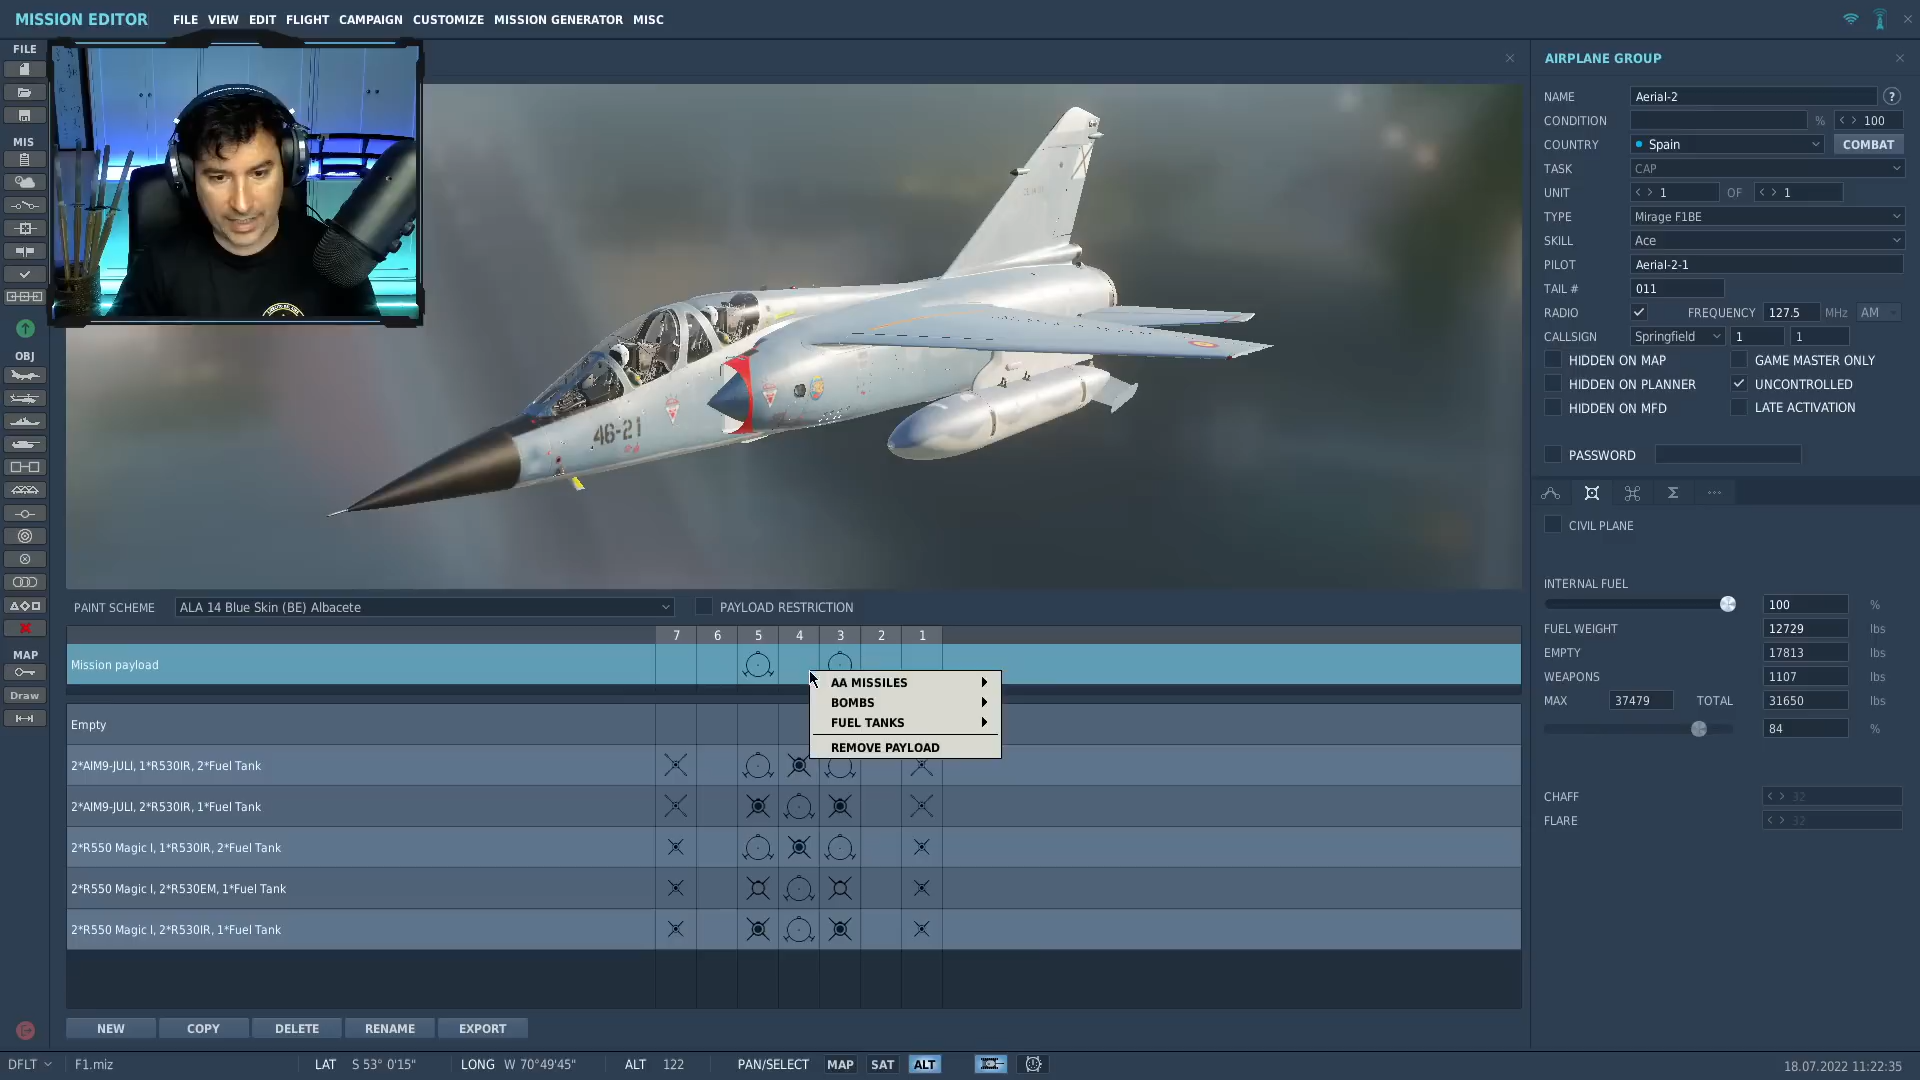 MISSION EDITOR
FILE VIEW EDIT FLIGHT CAMPAIGN CUSTOMIZE MISSION GENERATOR MISC
FILE
MIS
OBJ
MAP
Draw
46-21
PAINT SCHEME ALA 14 Blue Skin (BE) Albacete PAYLOAD RESTRICTION
7 6 5 4 3 2 1
Mission payload
AA MISSILES
BOMBS
FUEL TANKS
REMOVE PAYLOAD
Empty
2*AIM9-JULI, 1*R530IR, 2*Fuel Tank
2*AIM9-JULI, 2*R530IR, 1*Fuel Tank
2*R550 Magic I, 1*R530IR, 2*Fuel Tank
2*R550 Magic I, 2*R530EM, 1*Fuel Tank
2*R550 Magic I, 2*R530IR, 1*Fuel Tank
NEW COPY DELETE RENAME EXPORT
AIRPLANE GROUP
NAME Aerial-2 ?
CONDITION % < > 100
COUNTRY Spain COMBAT
TASK CAP
UNIT < > 1 OF < > 1
TYPE Mirage F1BE
SKILL Ace
PILOT Aerial-2-1
TAIL # 011
RADIO FREQUENCY 127.5 MHz AM
CALLSIGN Springfield 1 1
HIDDEN ON MAP GAME MASTER ONLY
HIDDEN ON PLANNER UNCONTROLLED
HIDDEN ON MFD LATE ACTIVATION
PASSWORD
CIVIL PLANE
INTERNAL FUEL
100 %
FUEL WEIGHT 12729 lbs
EMPTY 17813 lbs
WEAPONS 1107 lbs
MAX 37479 TOTAL 31650 lbs
84 %
CHAFF < > 32
FLARE < > 32
DFLT F1.miz LAT S 53° 0'15" LONG W 70°49'45" ALT 122 PAN/SELECT MAP SAT ALT 18.07.2022 11:22:35